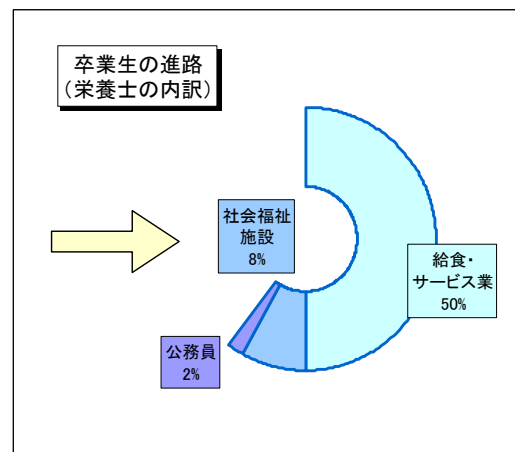 卒業生の進路
(栄養士の内訳)
社会福祉
施設
8%
給食・
サービス業
50%
公務員
2%